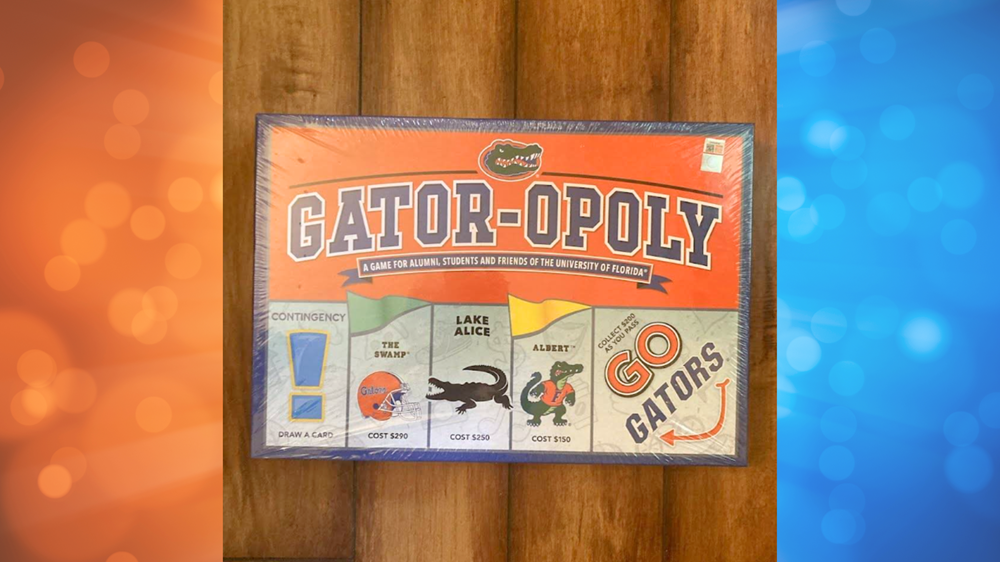 GATOR-OPOLY
A GAME FOR ALUMNI, STUDENTS AND FRIENDS OF THE UNIVERSITY OF FLORIDA®
CONTINGENCY
DRAW A CARD
THE
SWAMP®
Gators
COST $290
LAKE
ALICE
COST $250
ALBERT™
COST $150
COLLECT $200
AS YOU PASS
GO
GATORS